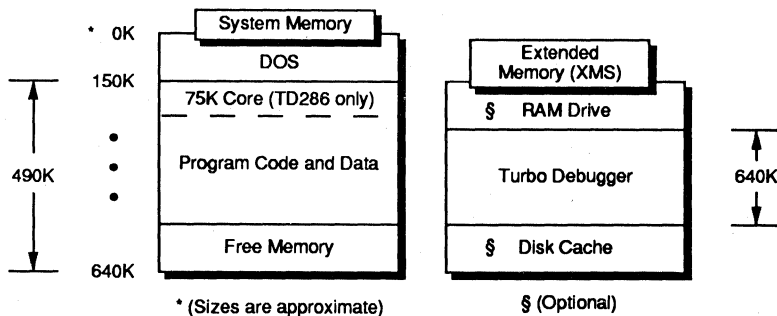 System Memory
* 0K
DOS
150K
75K Core (TD286 only)
Program Code and Data
490K
Free Memory
640K
* (Sizes are approximate)
Extended
Memory (XMS)
§ RAM Drive
Turbo Debugger
640K
§ Disk Cache
§ (Optional)